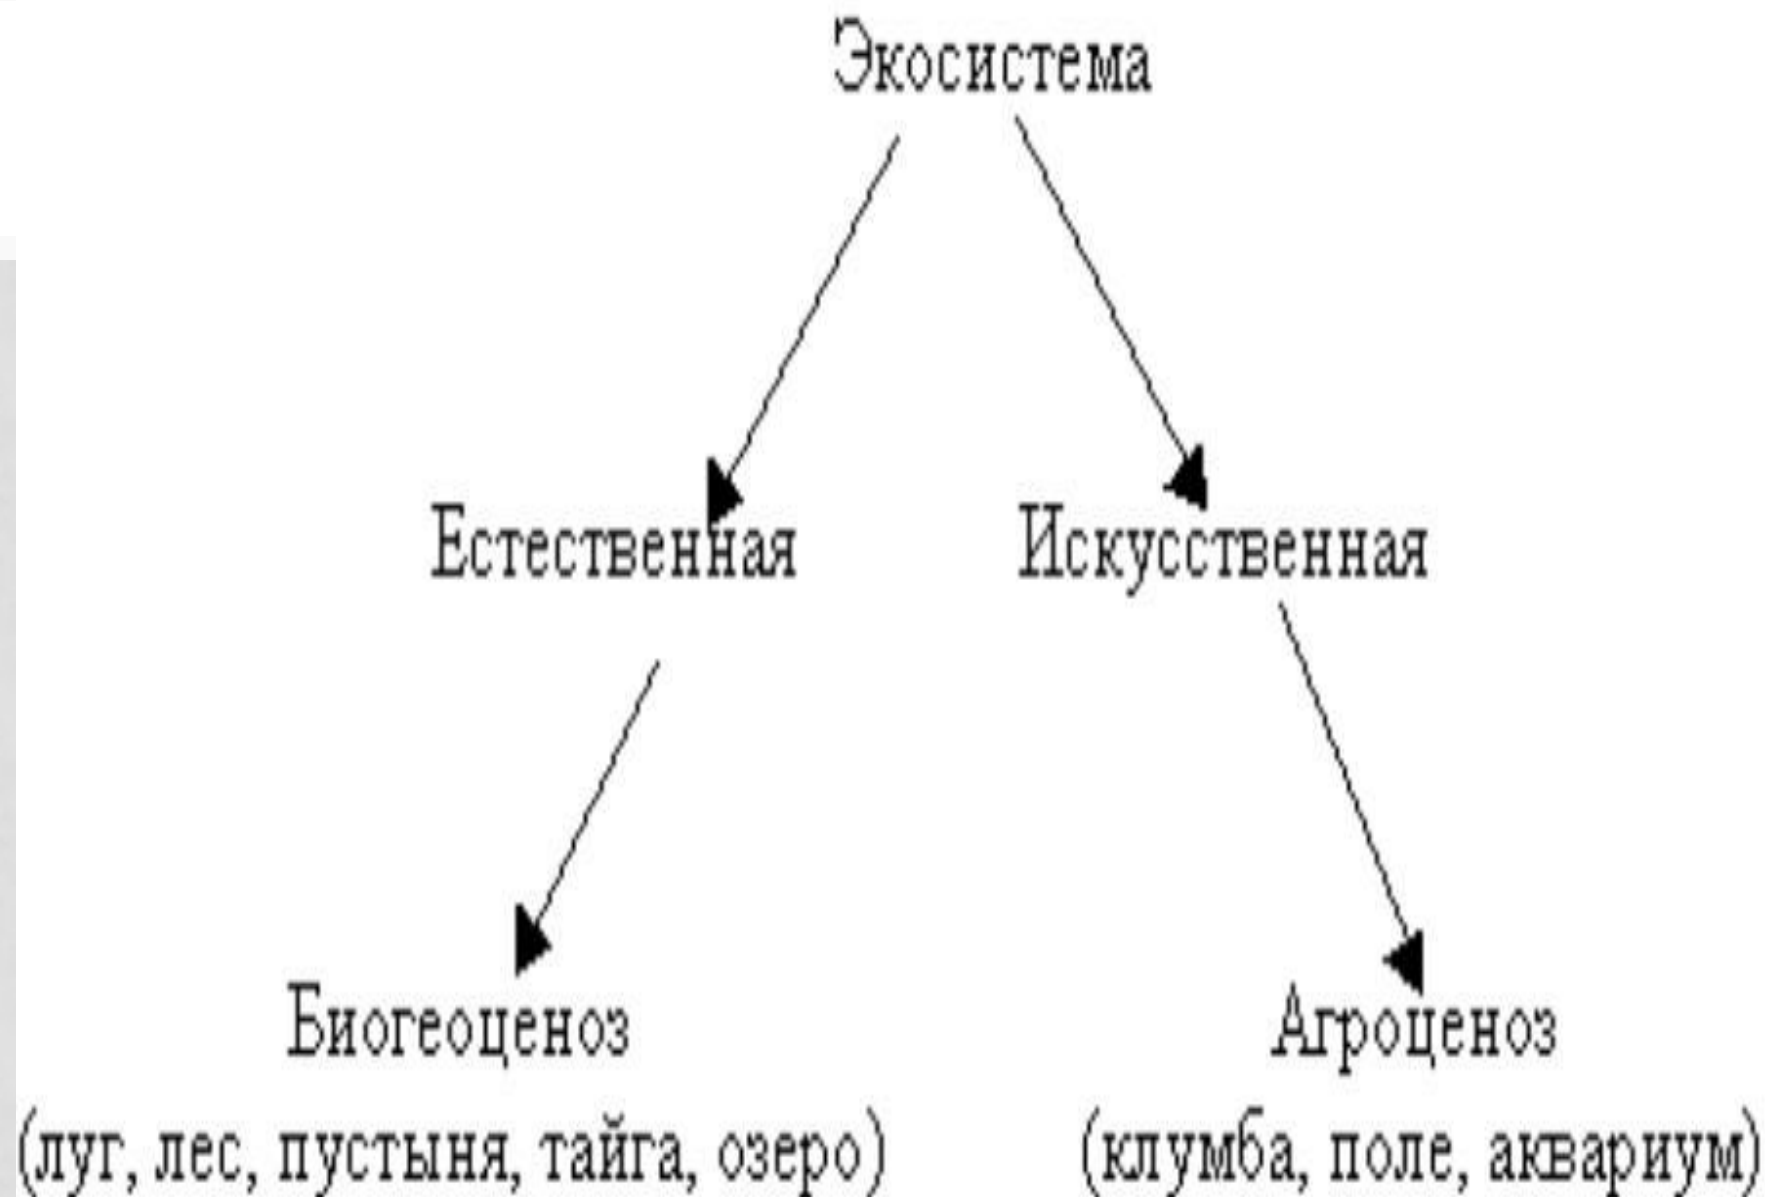 Экосистема
Естественная Искусственная
Биогеоценоз Агроценоз
(луг, лес, пустыня, тайга, озеро) (клумба, поле, аквариум)